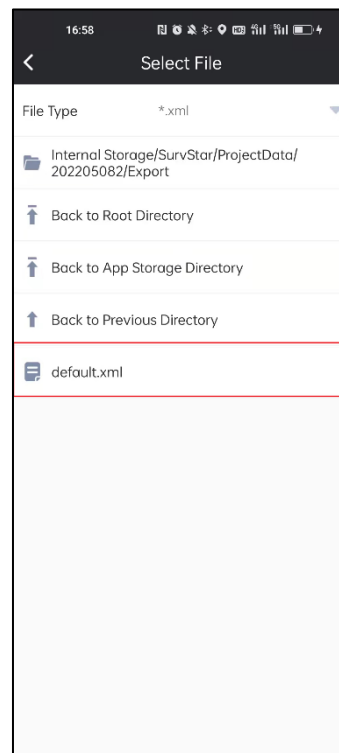 16:58
Select File
File Type *.xml
Internal Storage/SurvStar/ProjectData/
202205082/Export
Back to Root Directory
Back to App Storage Directory
Back to Previous Directory
default.xml